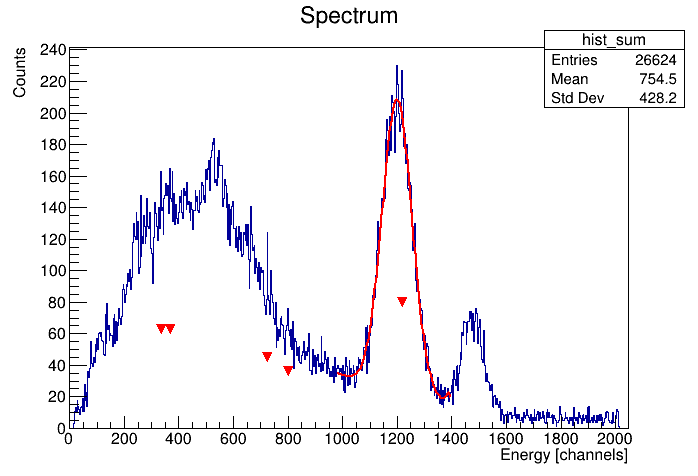 Spectrum
hist_sum
Entries 26624
Mean 754.5
Std Dev 428.2
Counts
240
220
200
180
160
140
120
100
80
60
40
20
0
0 200 400 600 800 1000 1200 1400 1600 1800 2000
Energy [channels]